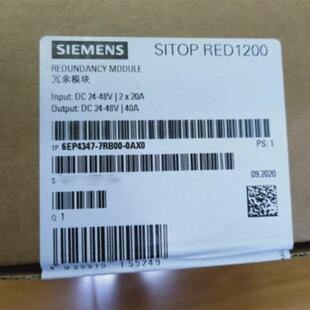 SIEMENS SITOP RED1200
REDUNDANCY MODULE
冗余模块
Input: DC 24-48V | 2 x 20A
Output: DC 24-48V | 40A
1P 6EP4347-7RB00-0AX0 PS: 1
S
09.2020
Q 1